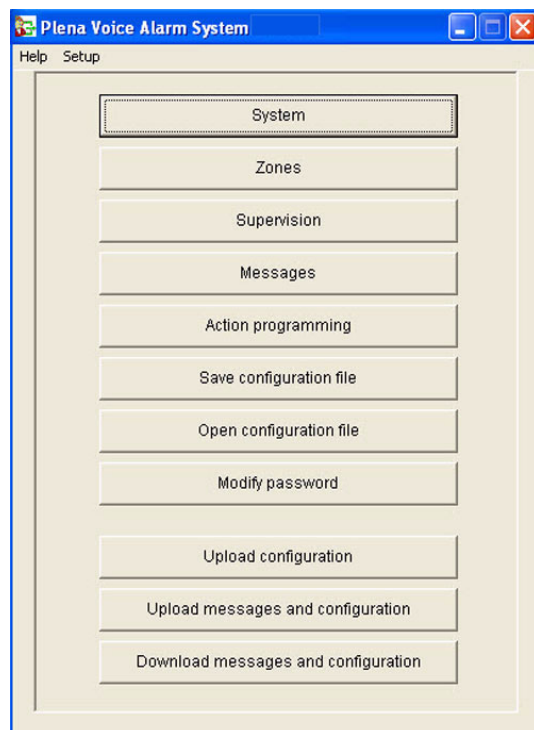 Plena Voice Alarm System
Help Setup
System
Zones
Supervision
Messages
Action programming
Save configuration file
Open configuration file
Modify password
Upload configuration
Upload messages and configuration
Download messages and configuration